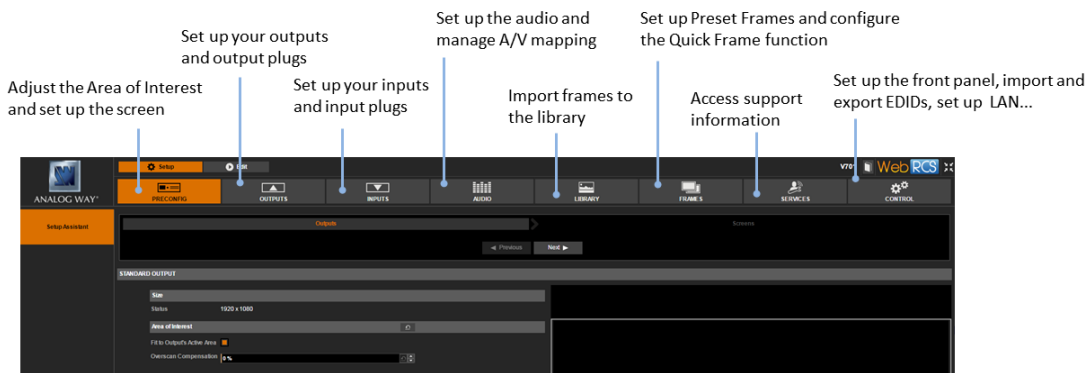 Set up the audio and
manage A/V mapping
Set up Preset Frames and configure
the Quick Frame function
Set up your outputs
and output plugs
Adjust the Area of Interest
and set up the screen
Set up your inputs
and input plugs
Import frames to
the library
Access support
information
Set up the front panel, import and
export EDIDs, set up LAN...
ANALOG WAY®
Setup
Web RCS
PRECONFIG
OUTPUTS
INPUTS
AUDIO
LIBRARY
FRAMES
SERVICES
CONTROL
Setup Assistant
Outputs
Screens
Previous
Next
STANDARD OUTPUT
Size
Status 1920 x 1080
Area of Interest
Fit to Output's Active Area
Overscan Compensation 0 %